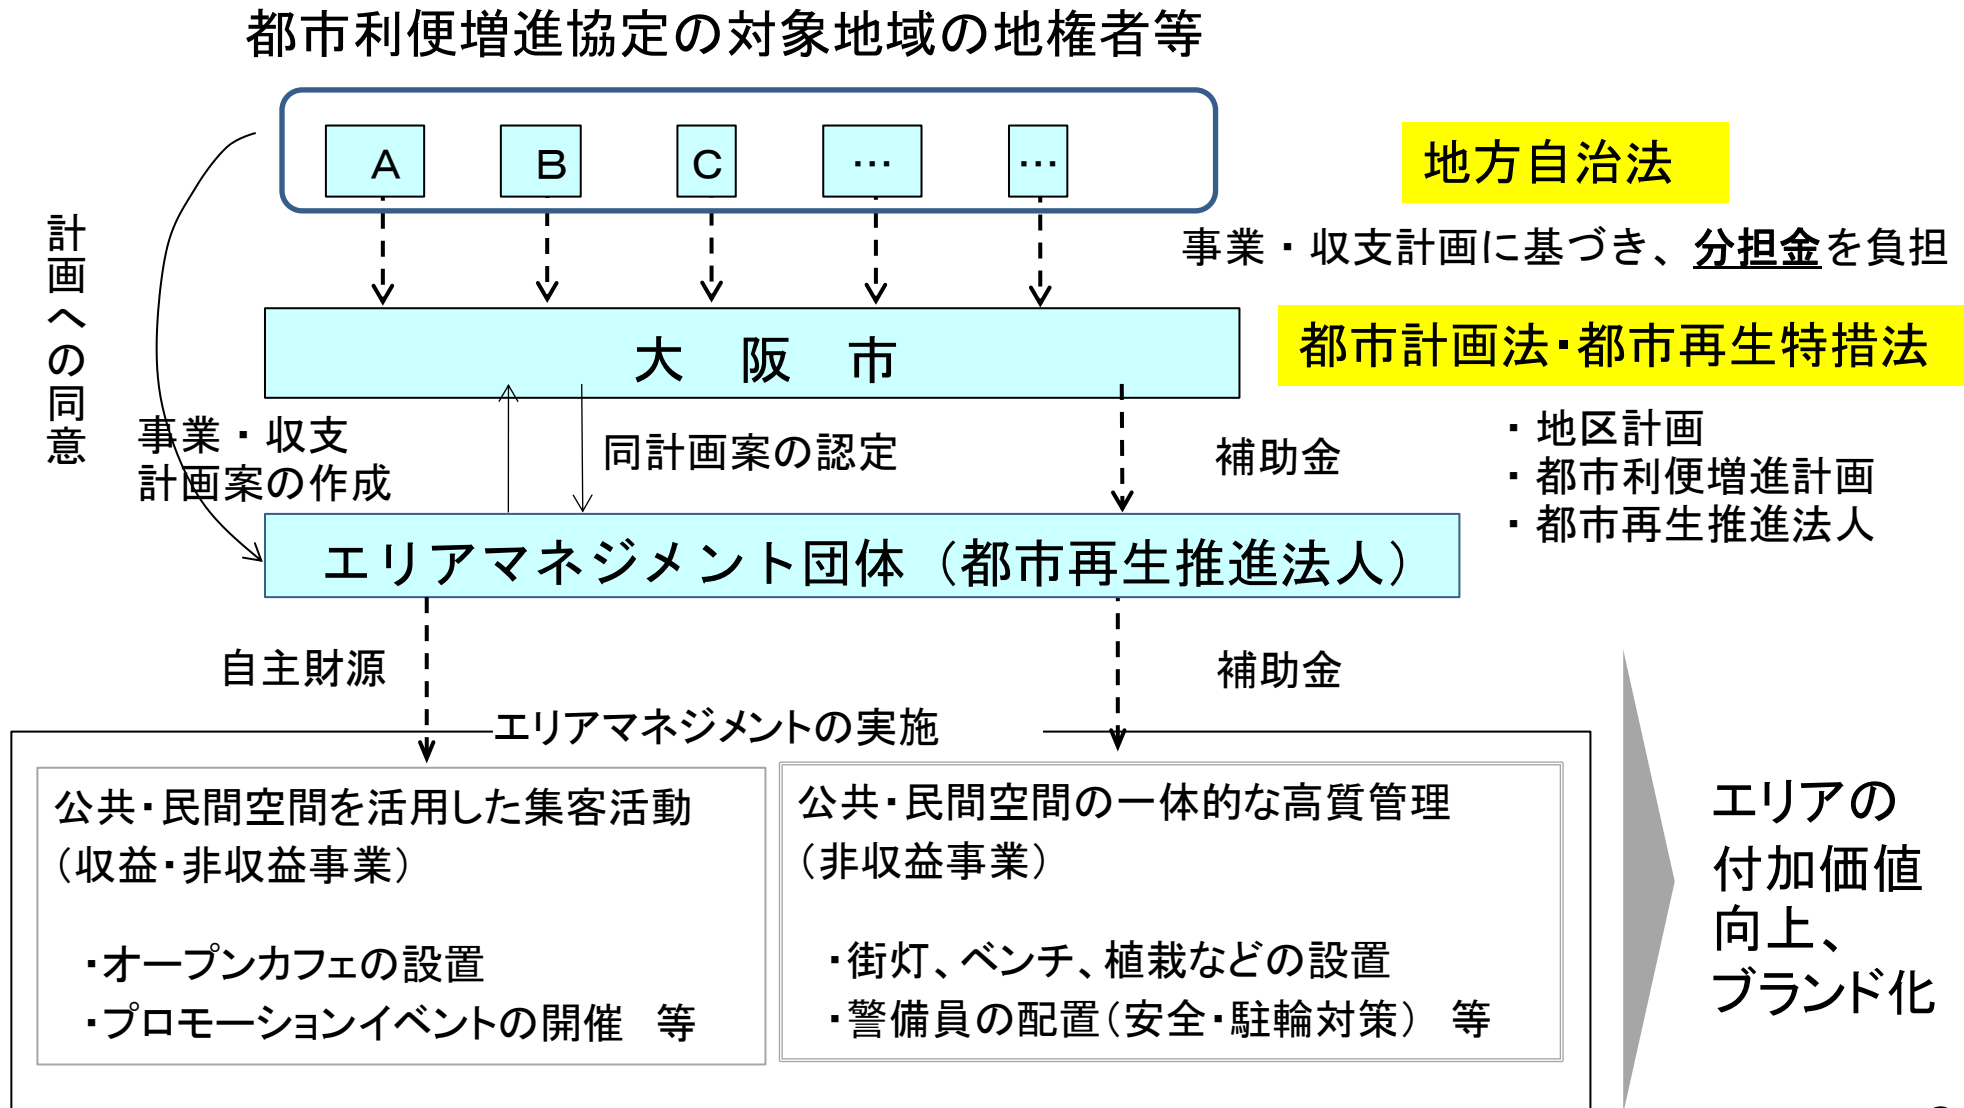 都市利便増進協定の対象地域の地権者等
A B C … …
地方自治法
計画への同意
事業・収支計画に基づき、分担金を負担
大 阪 市
都市計画法・都市再生特措法
事業・収支
計画案の作成
同計画案の認定
補助金
・地区計画
・都市利便増進計画
・都市再生推進法人
エリアマネジメント団体（都市再生推進法人）
自主財源
補助金
エリアマネジメントの実施
公共・民間空間を活用した集客活動
（収益・非収益事業）
・オープンカフェの設置
・プロモーションイベントの開催　等
公共・民間空間の一体的な高質管理
（非収益事業）
・街灯、ベンチ、植栽などの設置
・警備員の配置（安全・駐輪対策）　等
エリアの
付加価値
向上、
ブランド化